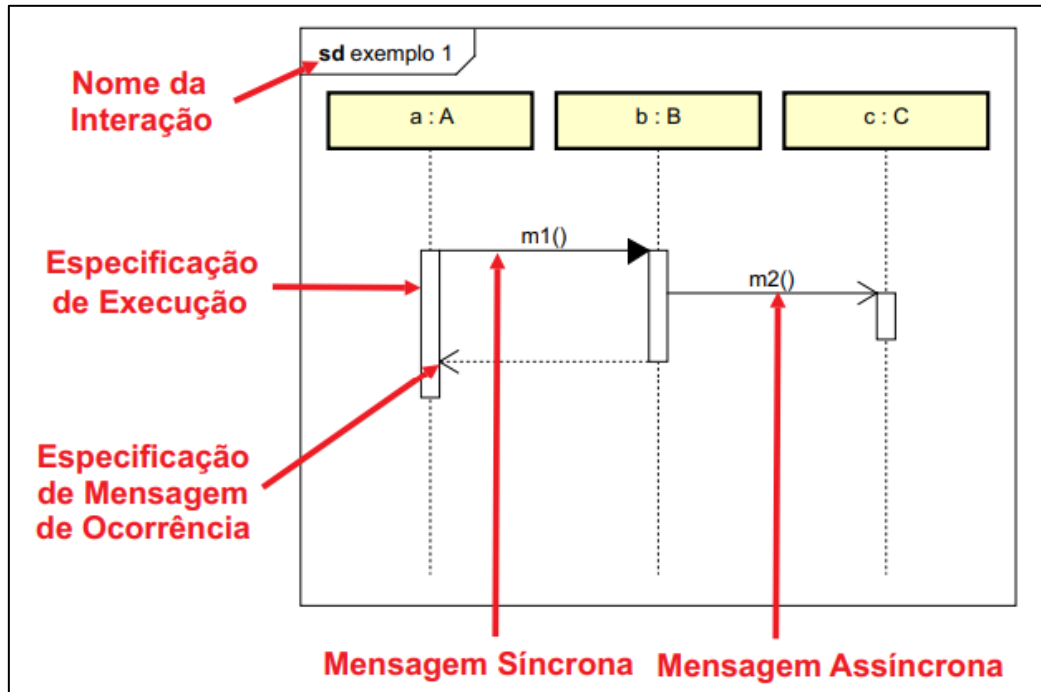 sd exemplo 1
Nome da
Interação
a : A
b : B
c : C
m1()
Especificação
de Execução
m2()
Especificação
de Mensagem
de Ocorrência
Mensagem Síncrona
Mensagem Assíncrona